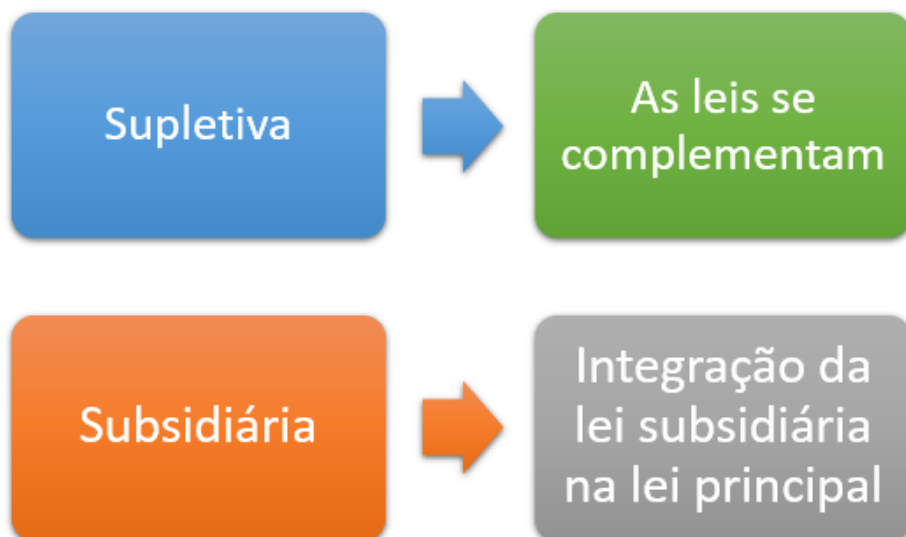 Supletiva
As leis se
complementam
Subsidiária
Integração da
lei subsidiária
na lei principal